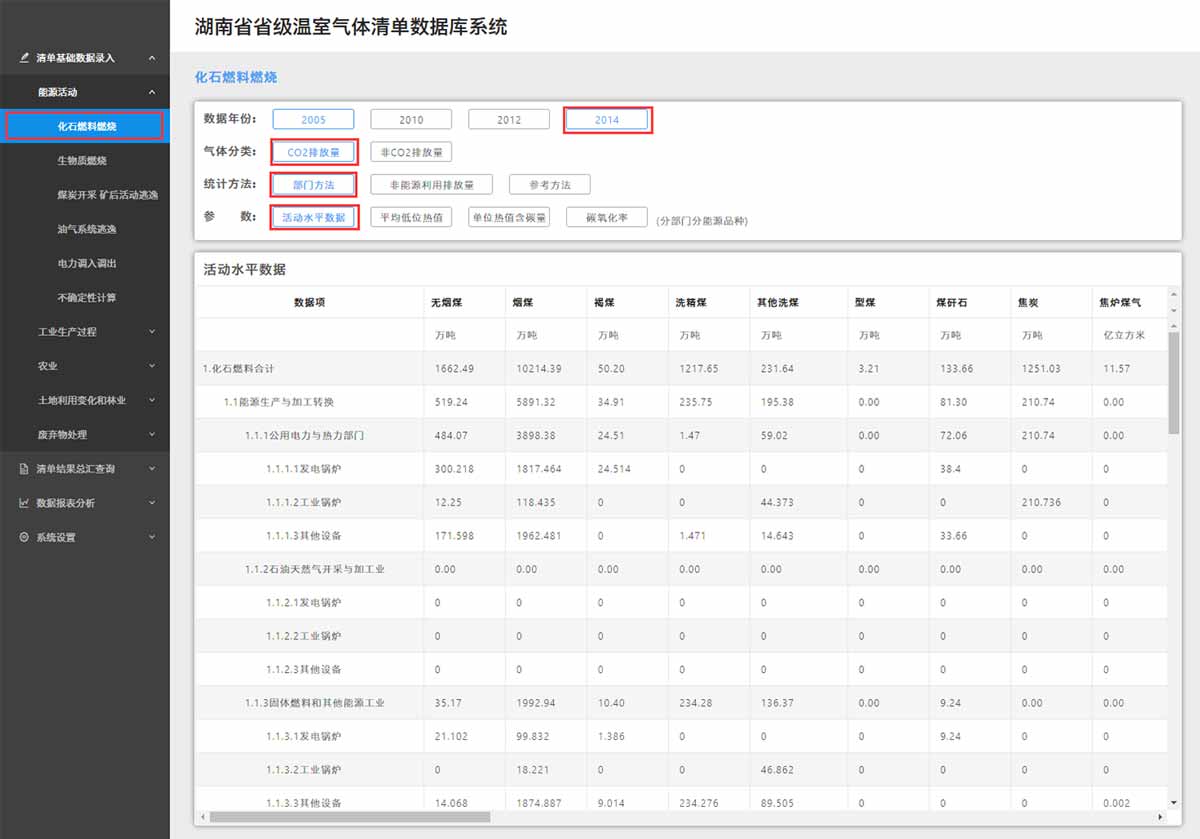 湖南省省级温室气体清单数据库系统
清单基础数据录入
能源活动
化石燃料燃烧
生物质燃烧
煤炭开采 矿后活动逃逸
油气系统逃逸
电力调入调出
不确定性计算
工业生产过程
农业
土地利用变化和林业
废弃物处理
清单结果总汇查询
数据报表分析
系统设置
化石燃料燃烧
数据年份: 2005 2010 2012 2014
气体分类: CO2排放量 非CO2排放量
统计方法: 部门方法 非能源利用排放量 参考方法
参 数: 活动水平数据 平均低位热值 单位热值含碳量 碳氧化率 (分部门分能源品种)
活动水平数据
数据项 无烟煤 烟煤 褐煤 洗精煤 其他洗煤 型煤 煤矸石 焦炭 焦炉煤气
万吨 万吨 万吨 万吨 万吨 万吨 万吨 万吨 亿立方米
1.化石燃料合计 1662.49 10214.39 50.20 1217.65 231.64 3.21 133.66 1251.03 11.57
1.1能源生产与加工转换 519.24 5891.32 34.91 235.75 195.38 0.00 81.30 210.74 0.00
1.1.1公用电力与热力部门 484.07 3898.38 24.51 1.47 59.02 0.00 72.06 210.74 0.00
1.1.1.1发电锅炉 300.218 1817.464 24.514 0 0 0 38.4 0 0
1.1.1.2工业锅炉 12.25 118.435 0 0 44.373 0 0 210.736 0
1.1.1.3其他设备 171.598 1962.481 0 1.471 14.643 0 33.66 0 0
1.1.2石油天然气开采与加工业 0.00 0.00 0.00 0.00 0.00 0.00 0.00 0.00 0.00
1.1.2.1发电锅炉 0 0 0 0 0 0 0 0 0
1.1.2.2工业锅炉 0 0 0 0 0 0 0 0 0
1.1.2.3其他设备 0 0 0 0 0 0 0 0 0
1.1.3固体燃料和其他能源工业 35.17 1992.94 10.40 234.28 136.37 0.00 9.24 0.00 0.00
1.1.3.1发电锅炉 21.102 99.832 1.386 0 0 0 9.24 0 0
1.1.3.2工业锅炉 0 18.221 0 0 46.862 0 0 0 0
1.1.3.3其他设备 14.068 1874.887 9.014 234.276 89.505 0 0 0 0.002